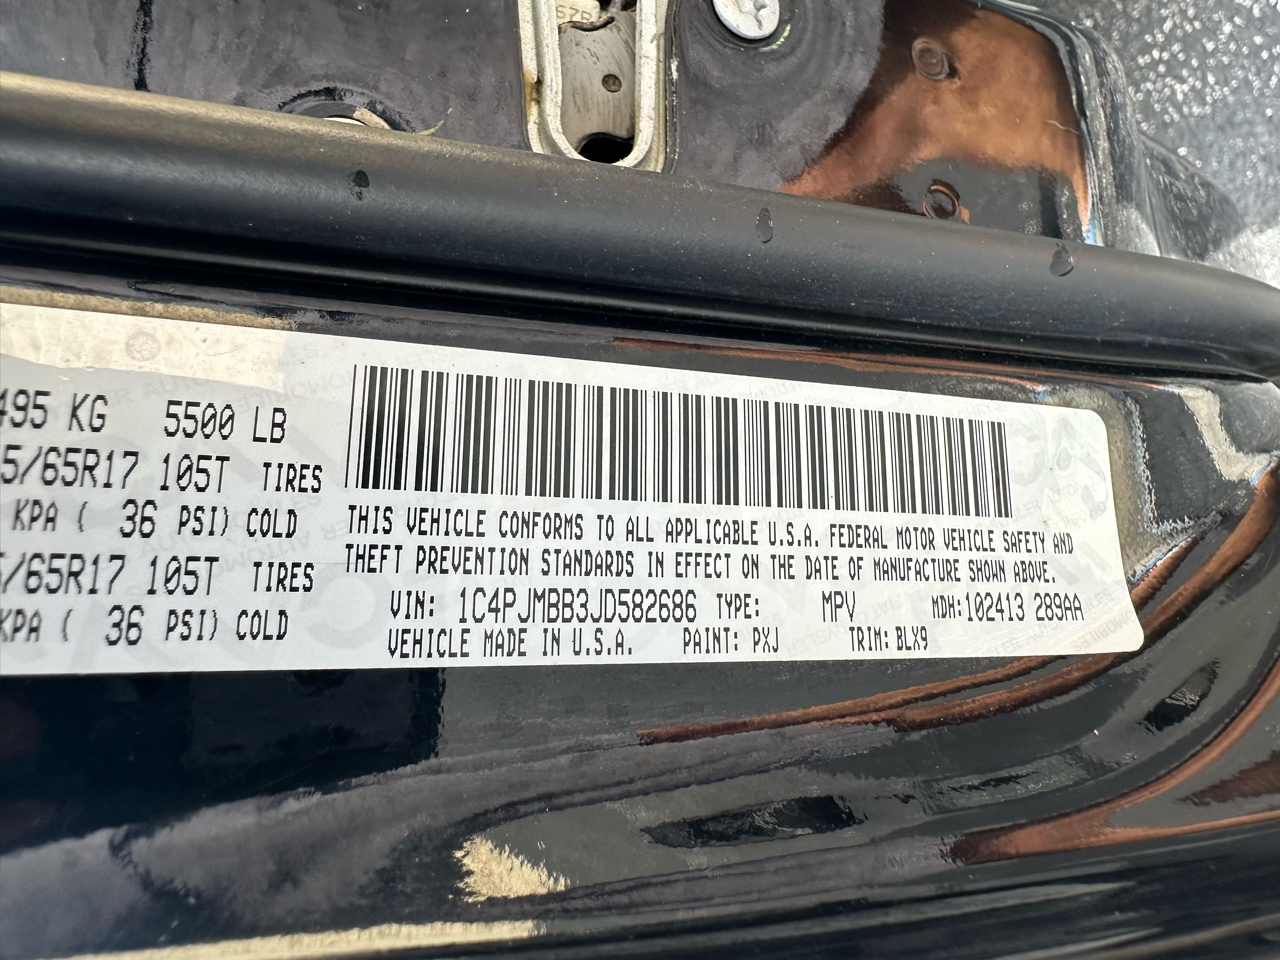 495 KG 5500 LB
5/65R17 105T TIRES
KPA ( 36 PSI) COLD
5/65R17 105T TIRES
KPA ( 36 PSI) COLD
THIS VEHICLE CONFORMS TO ALL APPLICABLE U.S.A. FEDERAL MOTOR VEHICLE SAFETY AND
THEFT PREVENTION STANDARDS IN EFFECT ON THE DATE OF MANUFACTURE SHOWN ABOVE.
VIN: 1C4PJMBB3JD582686 TYPE: MPV MDH:102413 289AA
VEHICLE MADE IN U.S.A. PAINT: PXJ TRIM: BLX9